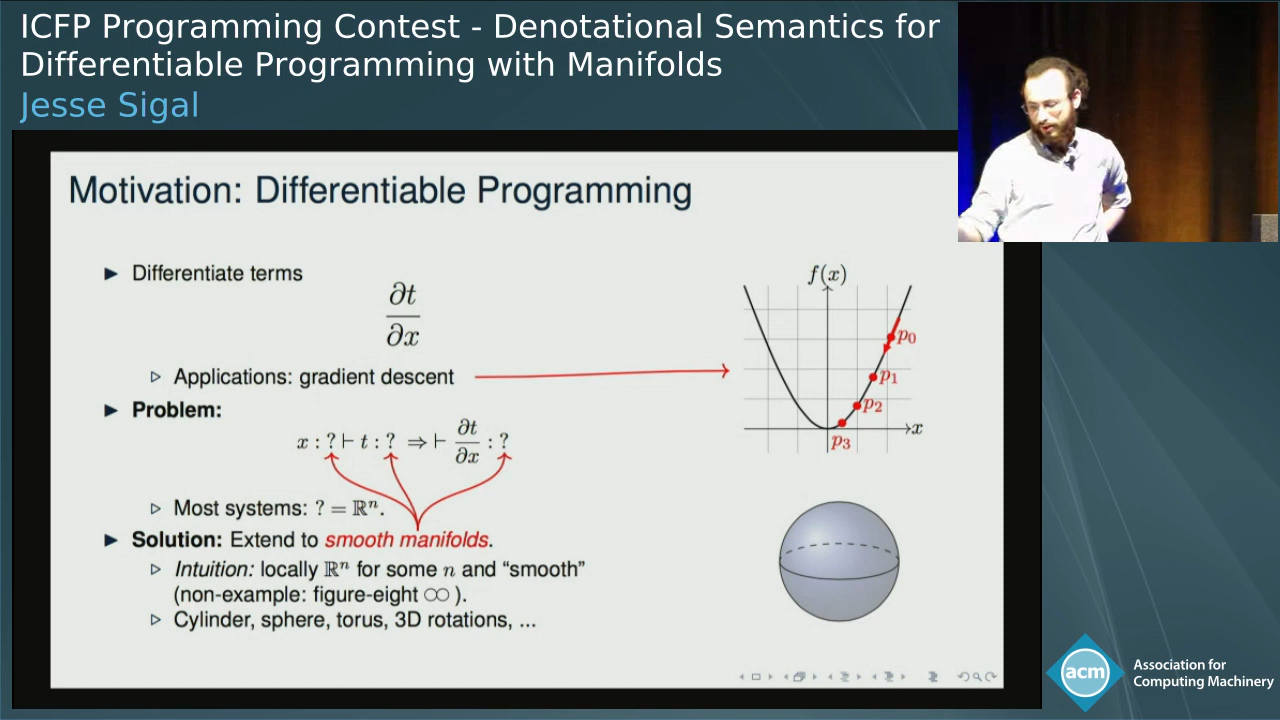 ICFP Programming Contest - Denotational Semantics for
Differentiable Programming with Manifolds
Jesse Sigal
Motivation: Differentiable Programming
► Differentiate terms
∂t
∂x
▷ Applications: gradient descent
► Problem:
x : ? ⊢ t : ? ⇒ ⊢ ∂t/∂x : ?
▷ Most systems: ? = ℝⁿ.
► Solution: Extend to smooth manifolds.
▷ Intuition: locally ℝⁿ for some n and “smooth”
(non-example: figure-eight ∞ ).
▷ Cylinder, sphere, torus, 3D rotations, ...
f(x)
p₀
p₁
p₂
x
p₃
acm
Association for
Computing Machinery